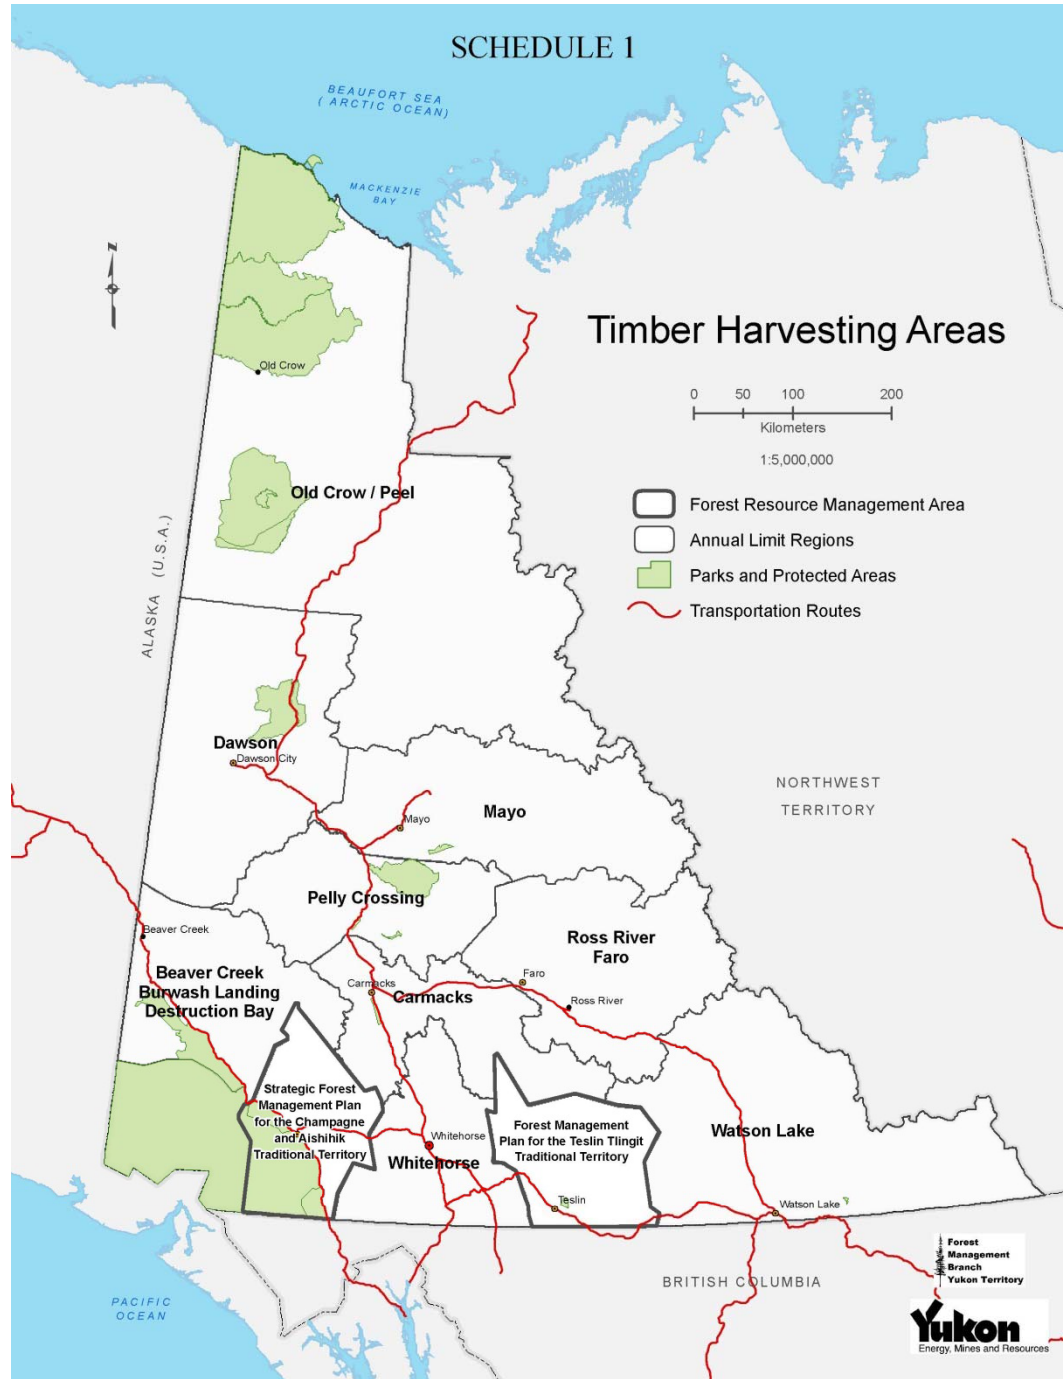 SCHEDULE 1
BEAUFORT SEA
( ARCTIC OCEAN)
MACKENZIE
BAY
N
Timber Harvesting Areas
0 50 100 200
Kilometers
1:5,000,000
Forest Resource Management Area
Annual Limit Regions
Parks and Protected Areas
Transportation Routes
Old Crow
Old Crow / Peel
ALASKA (U.S.A.)
Dawson
Dawson City
NORTHWEST
TERRITORY
Mayo
Mayo
Pelly Crossing
Beaver Creek
Ross River
Faro
Beaver Creek
Burwash Landing
Destruction Bay
Faro
Carmacks
Carmacks
Ross River
Strategic Forest
Management Plan
for the Champagne
and Aishihik
Traditional Territory
Forest Management
Plan for the Teslin Tlingit
Traditional Territory
Watson Lake
Whitehorse
Whitehorse
Teslin
Watson Lake
BRITISH COLUMBIA
PACIFIC
OCEAN
Forest
Management
Branch
Yukon Territory
Yukon
Energy, Mines and Resources